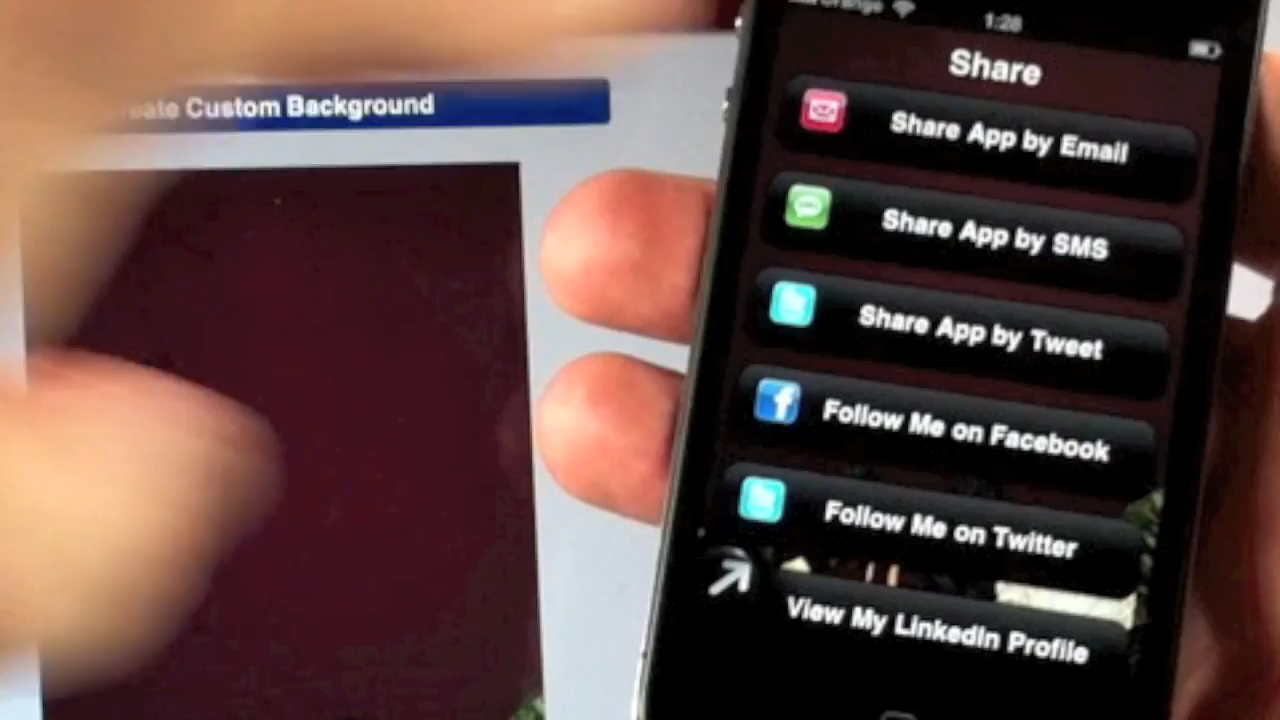 Orange 1:28
Share
Custom Background
Share App by Email
Share App by SMS
Share App by Tweet
Follow Me on Facebook
Follow Me on Twitter
View My LinkedIn Profile